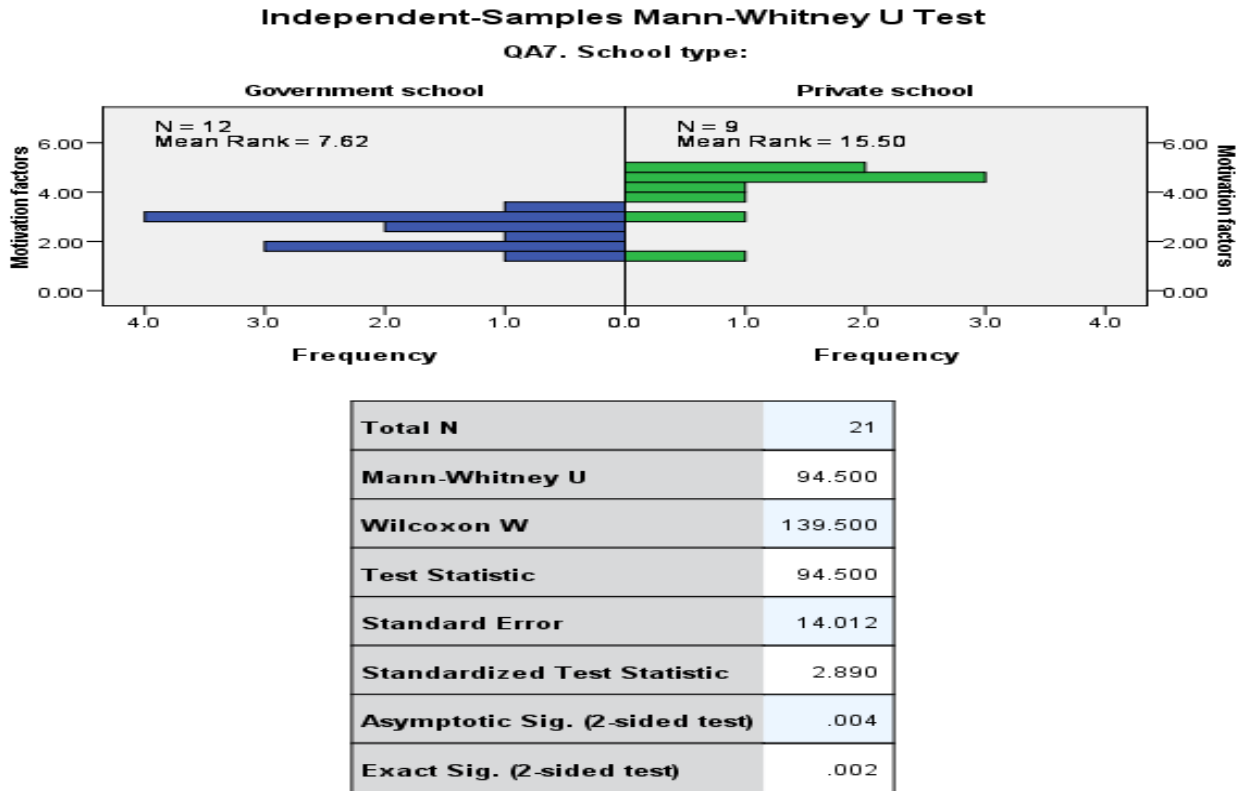 Independent-Samples Mann-Whitney U Test
QA7. School type:
Government school Private school
N = 12
Mean Rank = 7.62
N = 9
Mean Rank = 15.50
Motivation factors
6.00
4.00
2.00
0.00
6.00
4.00
2.00
0.00
Motivation factors
4.0 3.0 2.0 1.0 0.0 1.0 2.0 3.0 4.0
Frequency Frequency
Total N 21
Mann-Whitney U 94.500
Wilcoxon W 139.500
Test Statistic 94.500
Standard Error 14.012
Standardized Test Statistic 2.890
Asymptotic Sig. (2-sided test) .004
Exact Sig. (2-sided test) .002